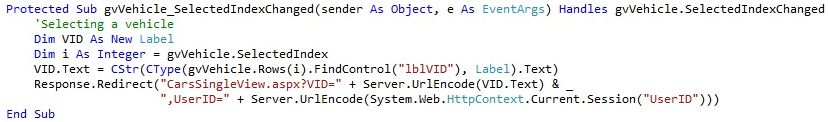 Protected Sub gvVehicle_SelectedIndexChanged(sender As Object, e As EventArgs) Handles gvVehicle.SelectedIndexChanged
'Selecting a vehicle
Dim VID As New Label
Dim i As Integer = gvVehicle.SelectedIndex
VID.Text = CStr(CType(gvVehicle.Rows(i).FindControl("lblVID"), Label).Text)
Response.Redirect("CarsSingleView.aspx?VID=" + Server.UrlEncode(VID.Text) & _
",UserID=" + Server.UrlEncode(System.Web.HttpContext.Current.Session("UserID")))
End Sub